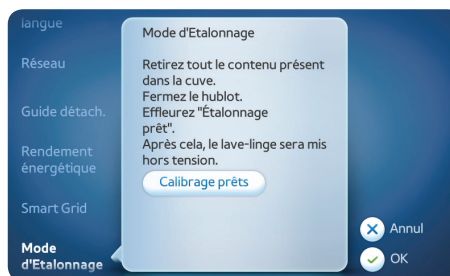 langue
Réseau
Guide détach.
Rendement
énergétique
Smart Grid
Mode
d'Etalonnage
Mode d'Etalonnage
Retirez tout le contenu présent
dans la cuve.
Fermez le hublot.
Effleurez "Étalonnage
prêt".
Après cela, le lave-linge sera mis
hors tension.
Calibrage prêts
Annul
OK